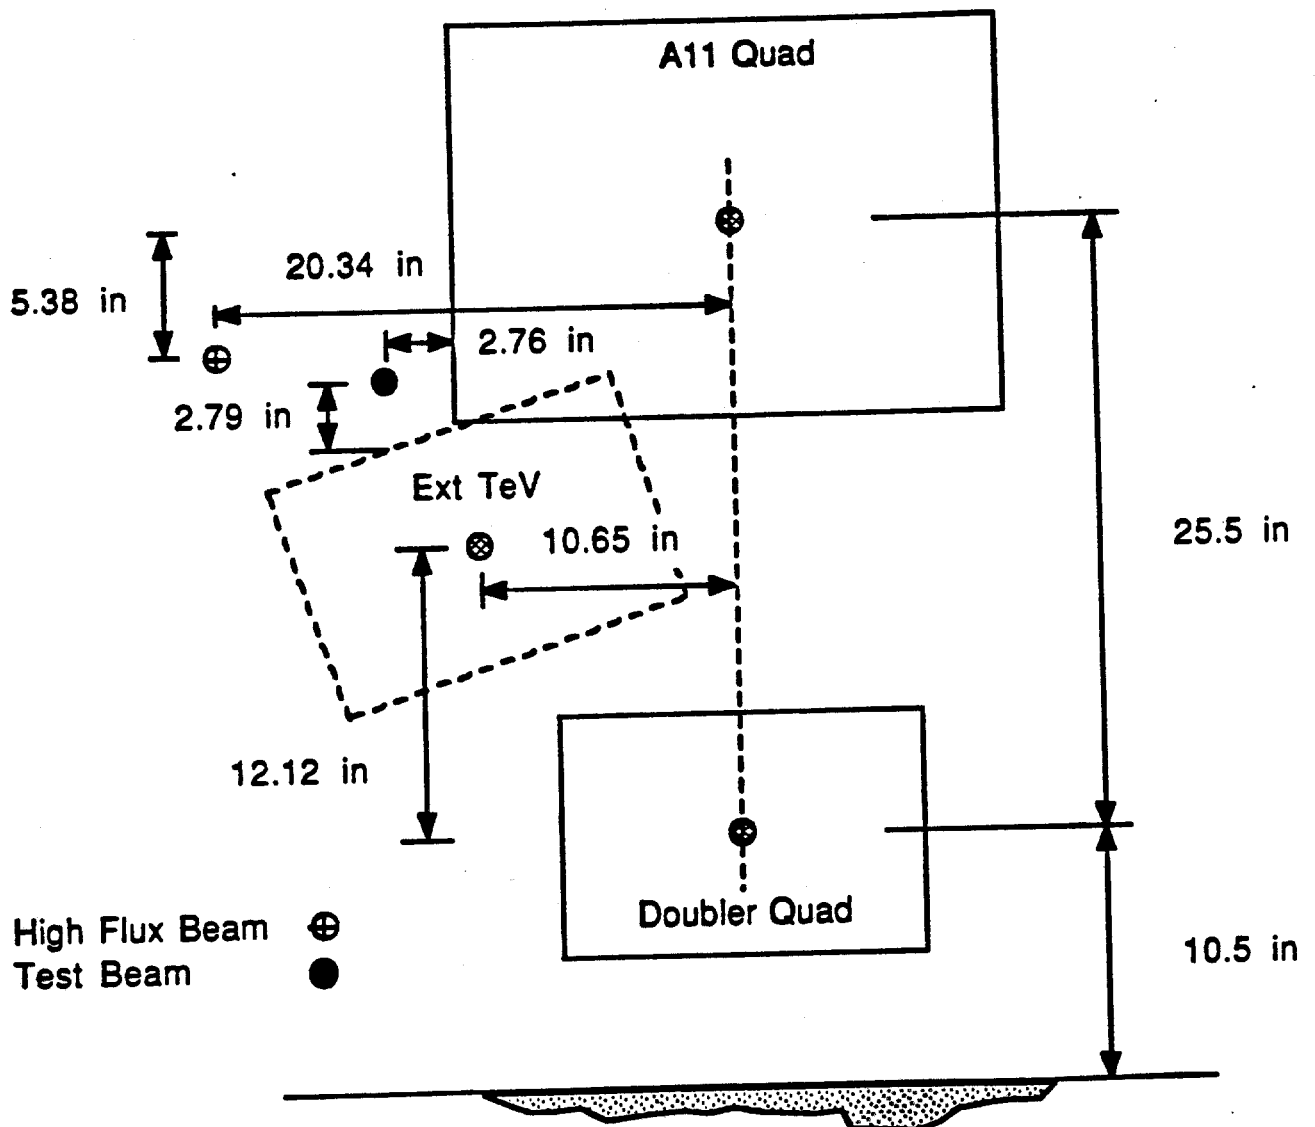 A11 Quad
20.34 in
5.38 in
2.76 in
2.79 in
Ext TeV
10.65 in
25.5 in
12.12 in
Doubler Quad
High Flux Beam
Test Beam
10.5 in